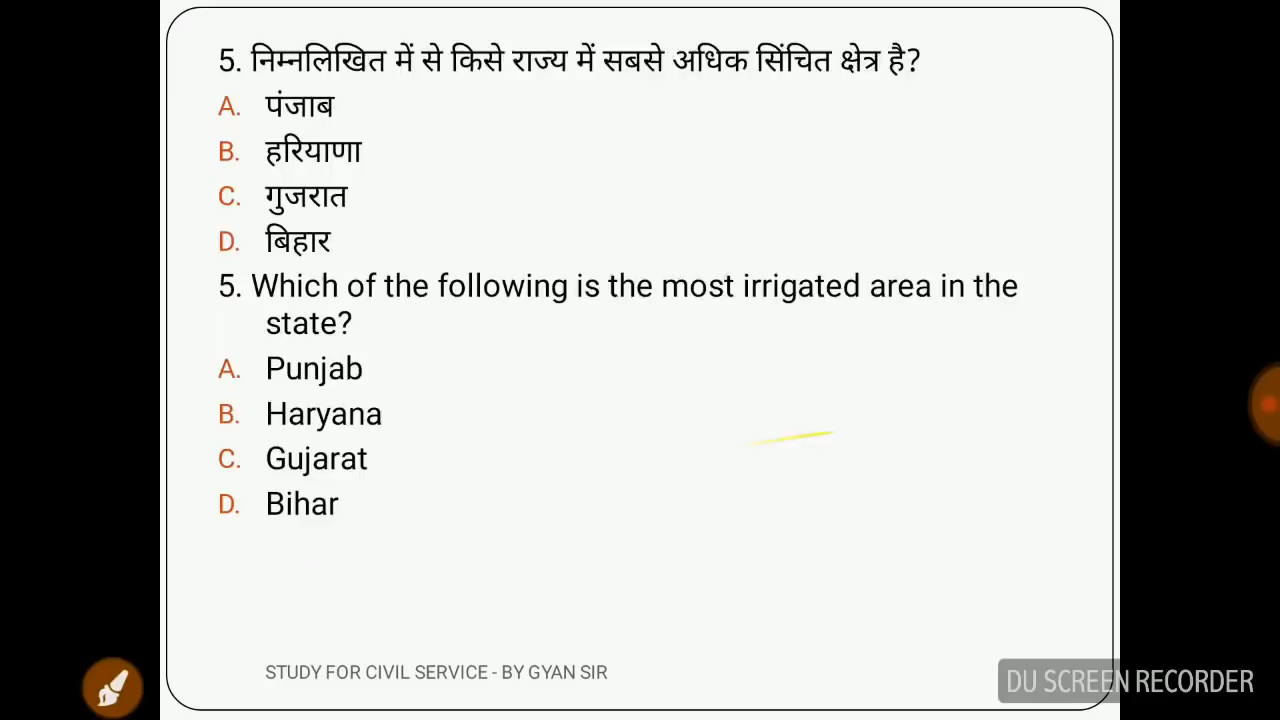 5. निम्नलिखित में से किसे राज्य में सबसे अधिक सिंचित क्षेत्र है?
A. पंजाब
B. हरियाणा
C. गुजरात
D. बिहार
5. Which of the following is the most irrigated area in the
state?
A. Punjab
B. Haryana
C. Gujarat
D. Bihar
STUDY FOR CIVIL SERVICE - BY GYAN SIR
DU SCREEN RECORDER